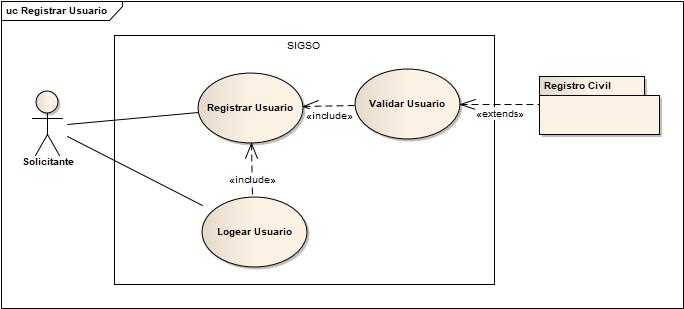 uc Registrar Usuario
SIGSO
Solicitante
Registrar Usuario
«include»
Validar Usuario
«extends»
Registro Civil
«include»
Logear Usuario